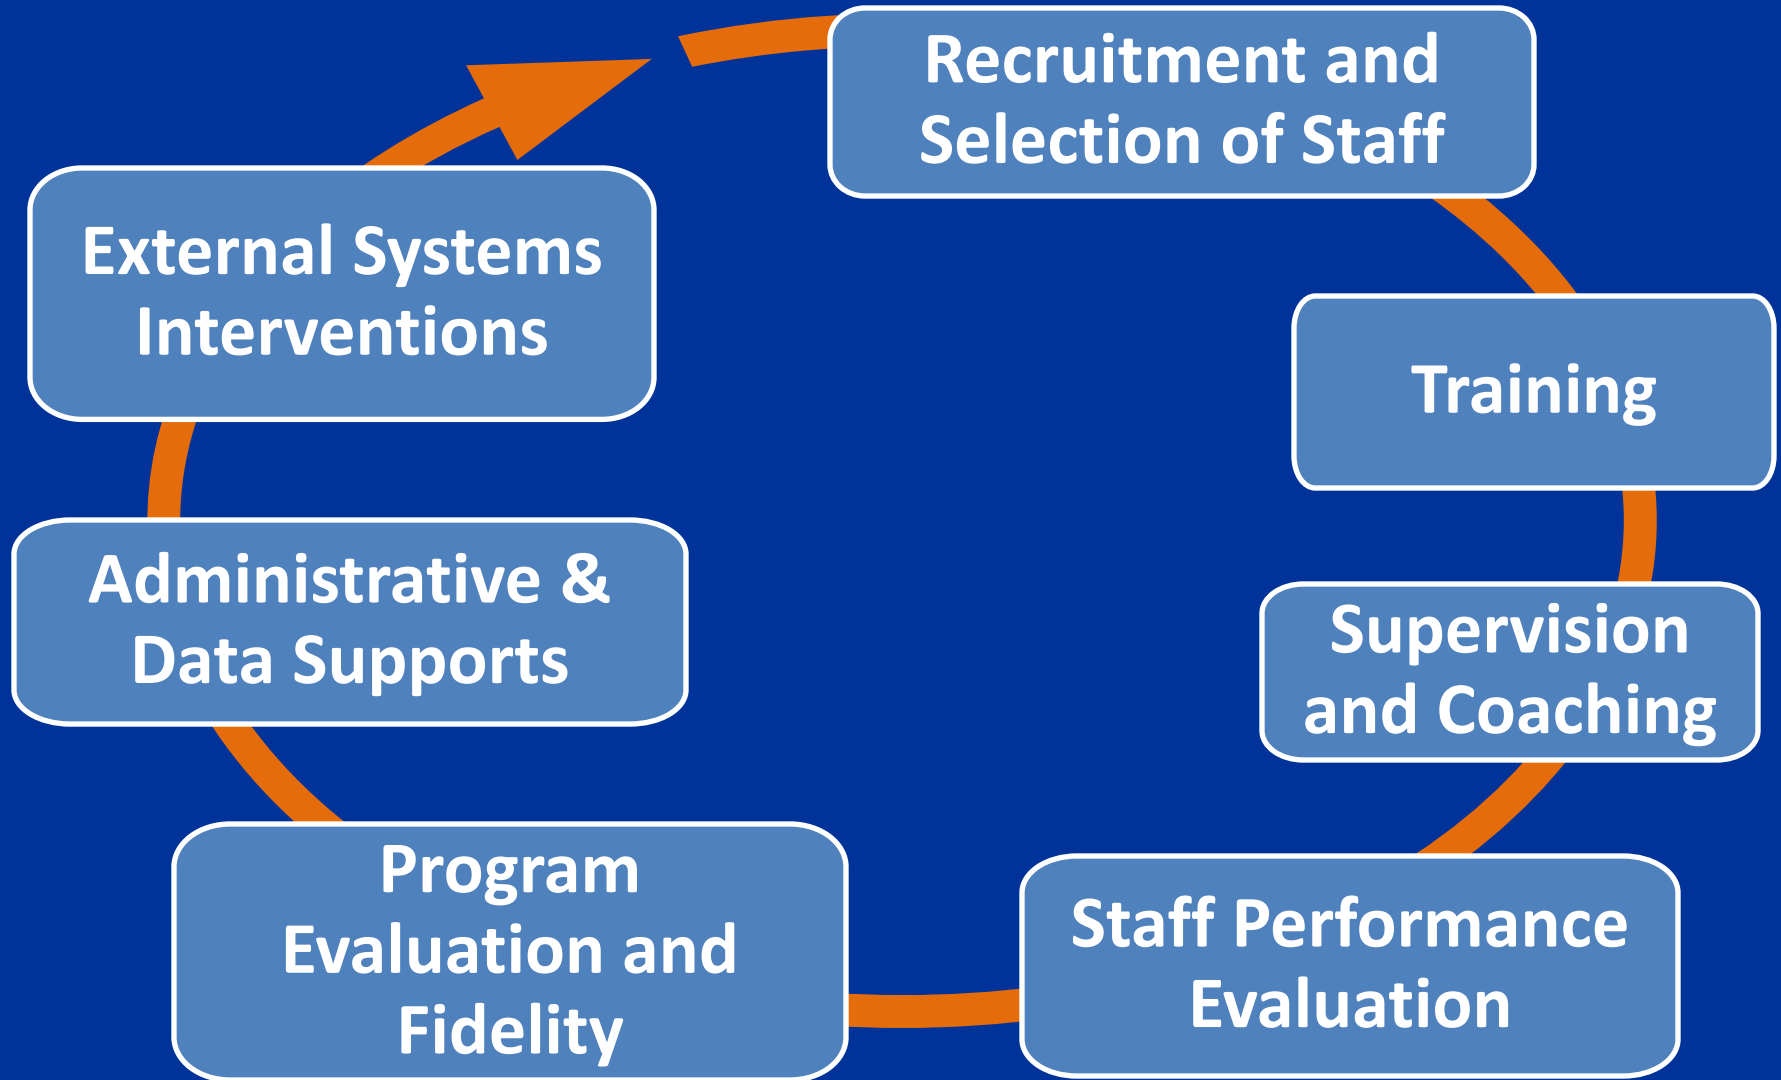 Recruitment and
Selection of Staff
Training
Supervision
and Coaching
Staff Performance
Evaluation
Program
Evaluation and
Fidelity
Administrative &
Data Supports
External Systems
Interventions